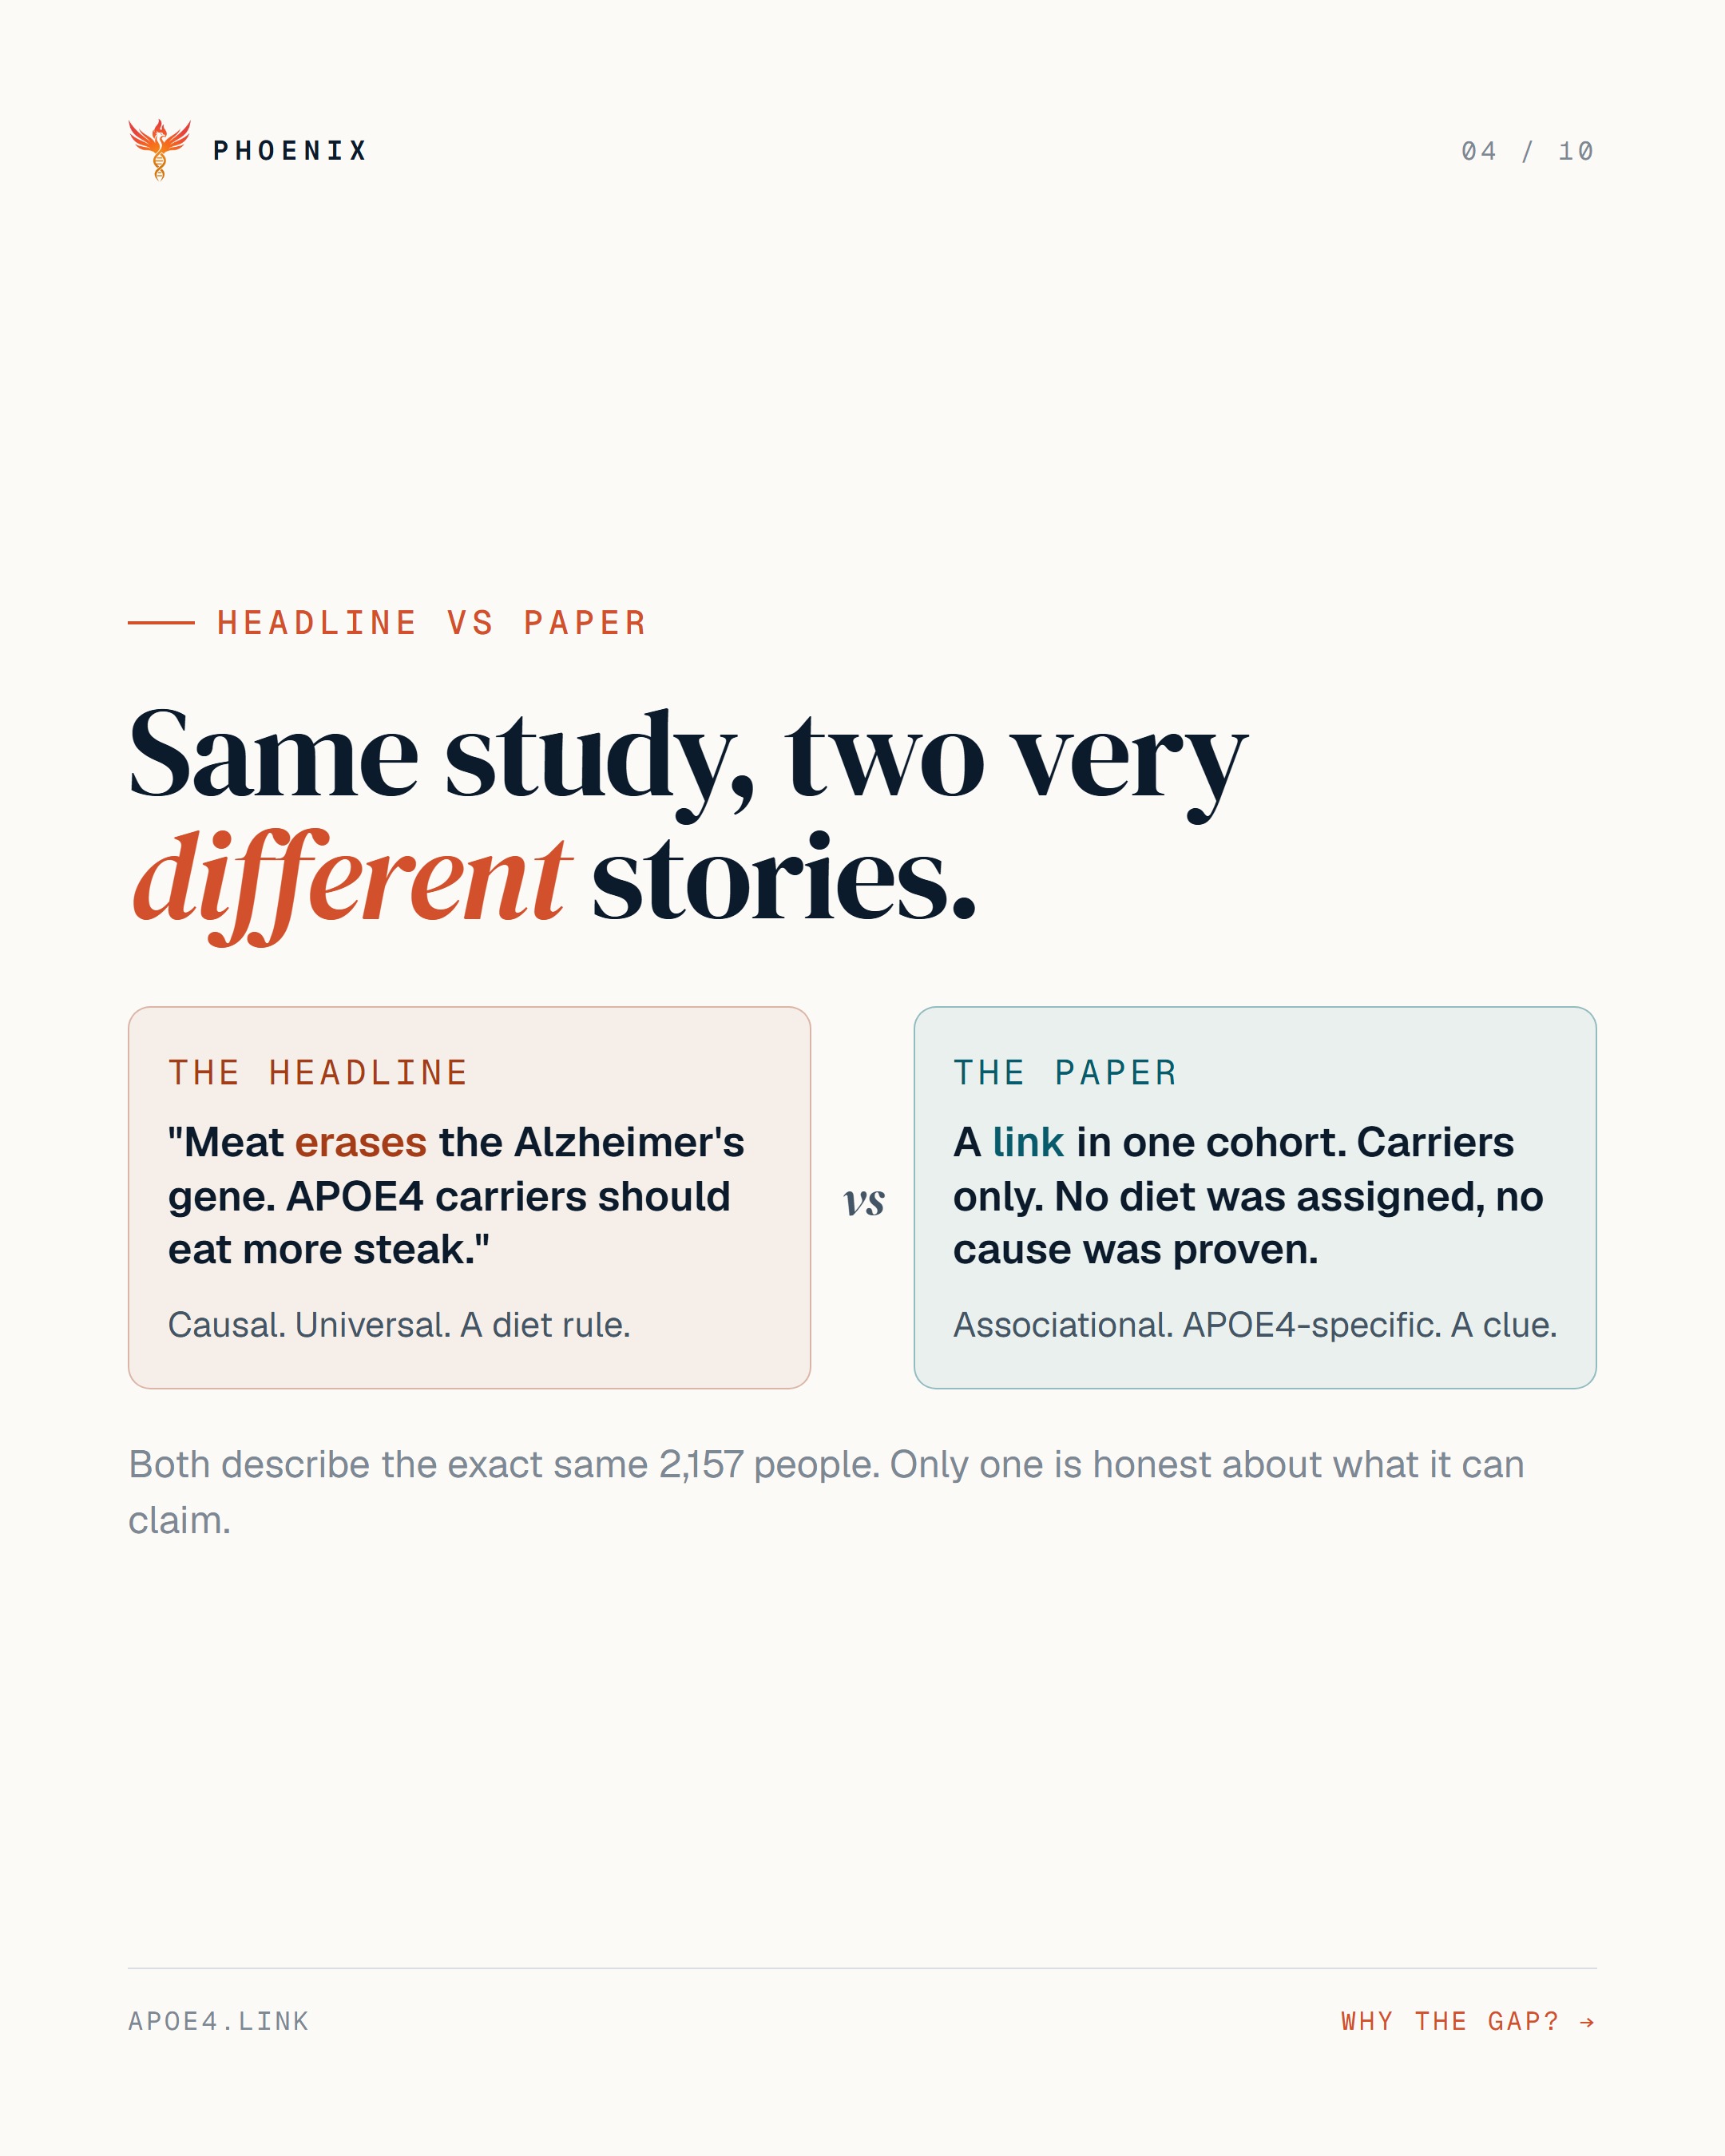 PHOENIX
04 / 10
HEADLINE VS PAPER
Same study, two very
different stories.
THE HEADLINE
"Meat erases the Alzheimer's
gene. APOE4 carriers should
eat more steak."
Causal. Universal. A diet rule.
vs
THE PAPER
A link in one cohort. Carriers
only. No diet was assigned, no
cause was proven.
Associational. APOE4-specific. A clue.
Both describe the exact same 2,157 people. Only one is honest about what it can
claim.
APOE4.LINK
WHY THE GAP? →